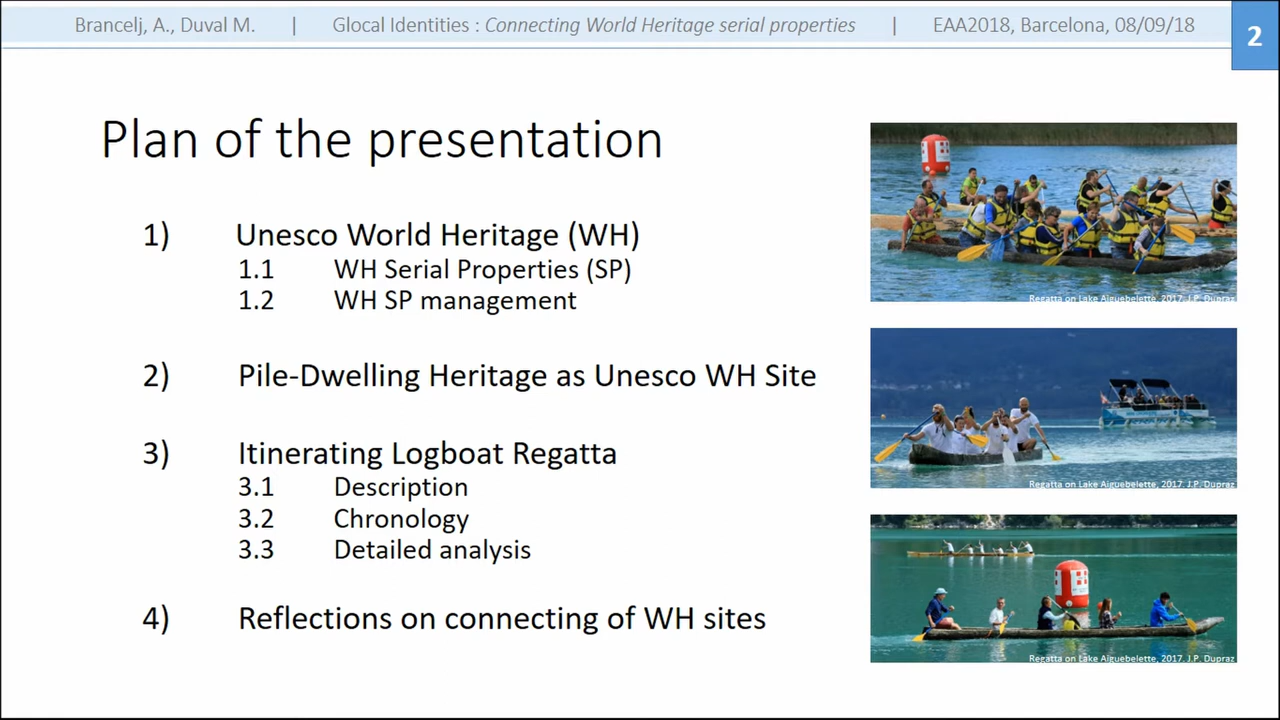 Brancelj, A., Duval M. | Glocal Identities : Connecting World Heritage serial properties | EAA2018, Barcelona, 08/09/18
2
Plan of the presentation
1) Unesco World Heritage (WH)
1.1 WH Serial Properties (SP)
1.2 WH SP management
2) Pile-Dwelling Heritage as Unesco WH Site
3) Itinerating Logboat Regatta
3.1 Description
3.2 Chronology
3.3 Detailed analysis
4) Reflections on connecting of WH sites
Regatta on Lake Aiguebelette, 2017. J.P. Dupraz
Regatta on Lake Aiguebelette, 2017. J.P. Dupraz
Regatta on Lake Aiguebelette, 2017. J.P. Dupraz